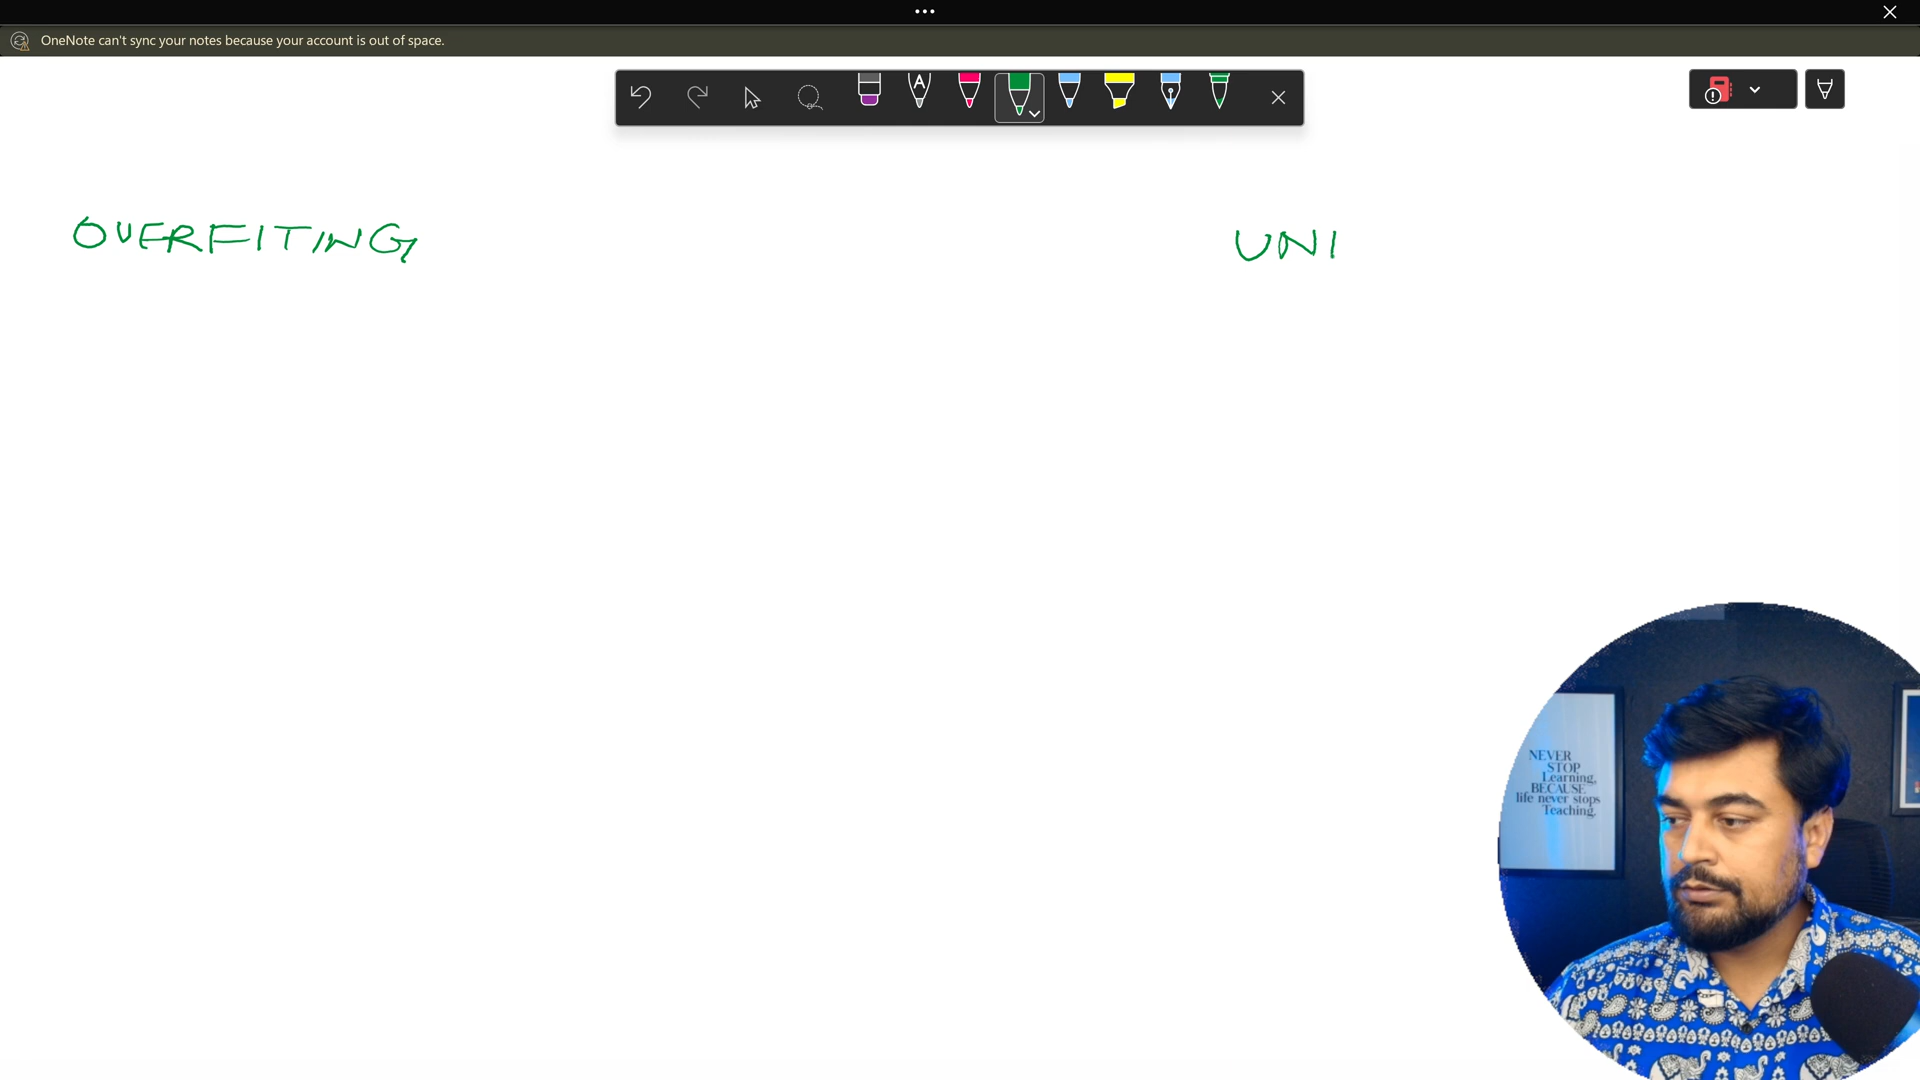 OneNote can't sync your notes because your account is out of space.
A
OVERFITING
UNI
NEVER
STOP
Learning,
BECAUSE
life never stops
Teaching.